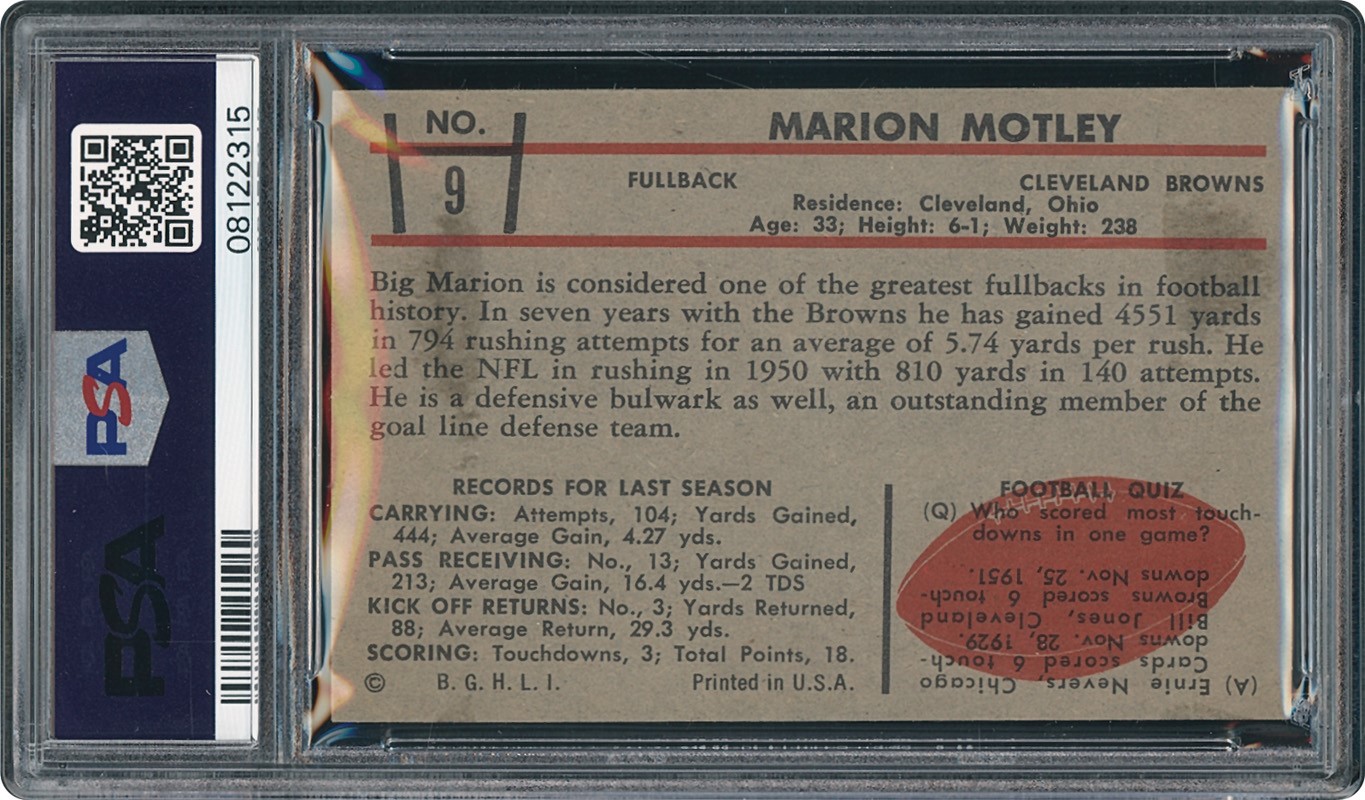 08122315
PSA
PSA
NO.
9
MARION MOTLEY
FULLBACK
CLEVELAND BROWNS
Residence: Cleveland, Ohio
Age: 33; Height: 6-1; Weight: 238
Big Marion is considered one of the greatest fullbacks in football
history. In seven years with the Browns he has gained 4551 yards
in 794 rushing attempts for an average of 5.74 yards per rush. He
led the NFL in rushing in 1950 with 810 yards in 140 attempts.
He is a defensive bulwark as well, an outstanding member of the
goal line defense team.
RECORDS FOR LAST SEASON
CARRYING: Attempts, 104; Yards Gained,
444; Average Gain, 4.27 yds.
PASS RECEIVING: No., 13; Yards Gained,
213; Average Gain, 16.4 yds.—2 TDS
KICK OFF RETURNS: No., 3; Yards Returned,
88; Average Return, 29.3 yds.
SCORING: Touchdowns, 3; Total Points, 18.
© B. G. H. L. I. Printed in U.S.A.
FOOTBALL QUIZ
(Q) Who scored most touch-
downs in one game?
(A) Ernie Nevers, Chicago
Cards scored 6 touch-
downs Nov. 28, 1929.
Bill Jones, Cleveland
Browns scored 6 touch-
downs Nov. 25, 1951.